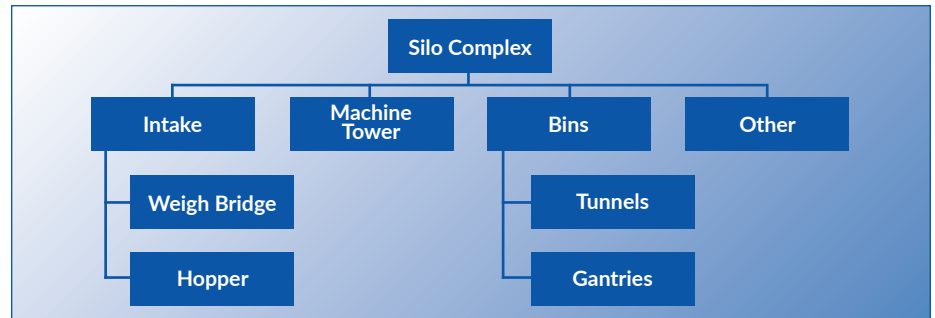 Silo Complex
Intake
Machine
Tower
Bins
Other
Weigh Bridge
Tunnels
Hopper
Gantries